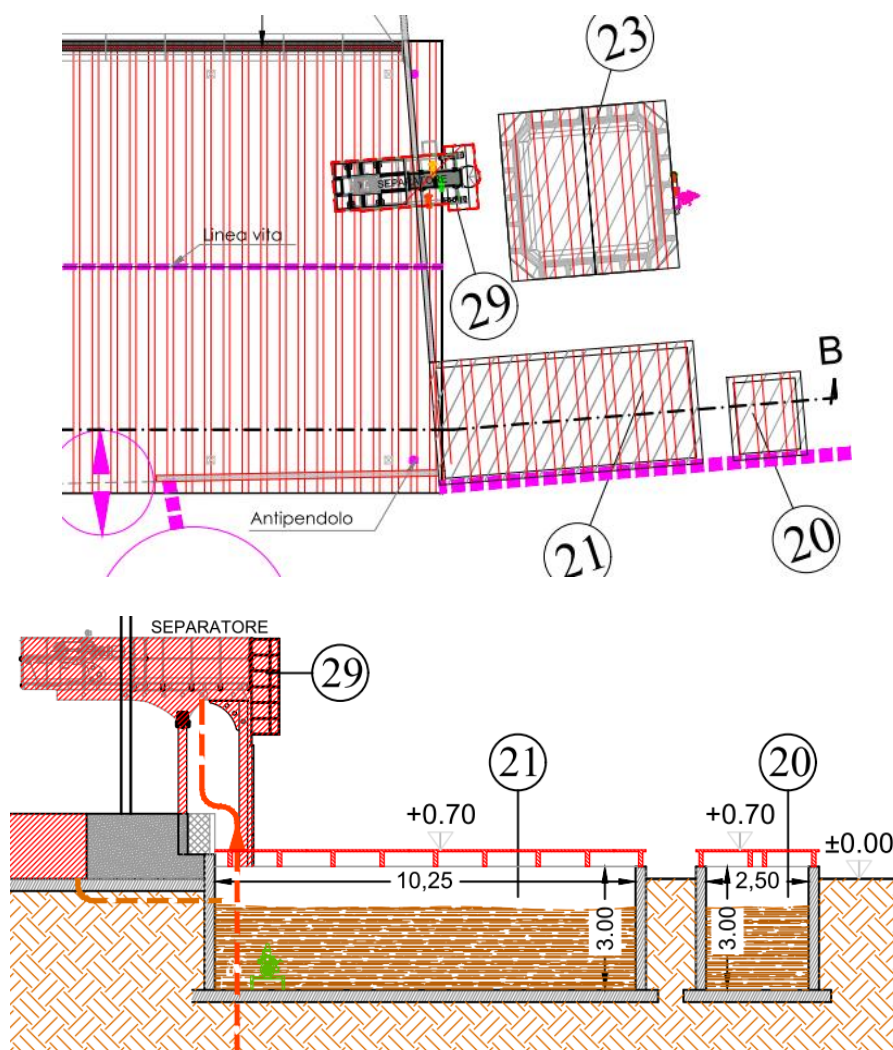 23
SEPARATORE
Linea vita
29
B
Antipendolo
21
20
SEPARATORE
29
21
20
+0.70
+0.70
±0.00
10,25
2,50
3.00
3.00